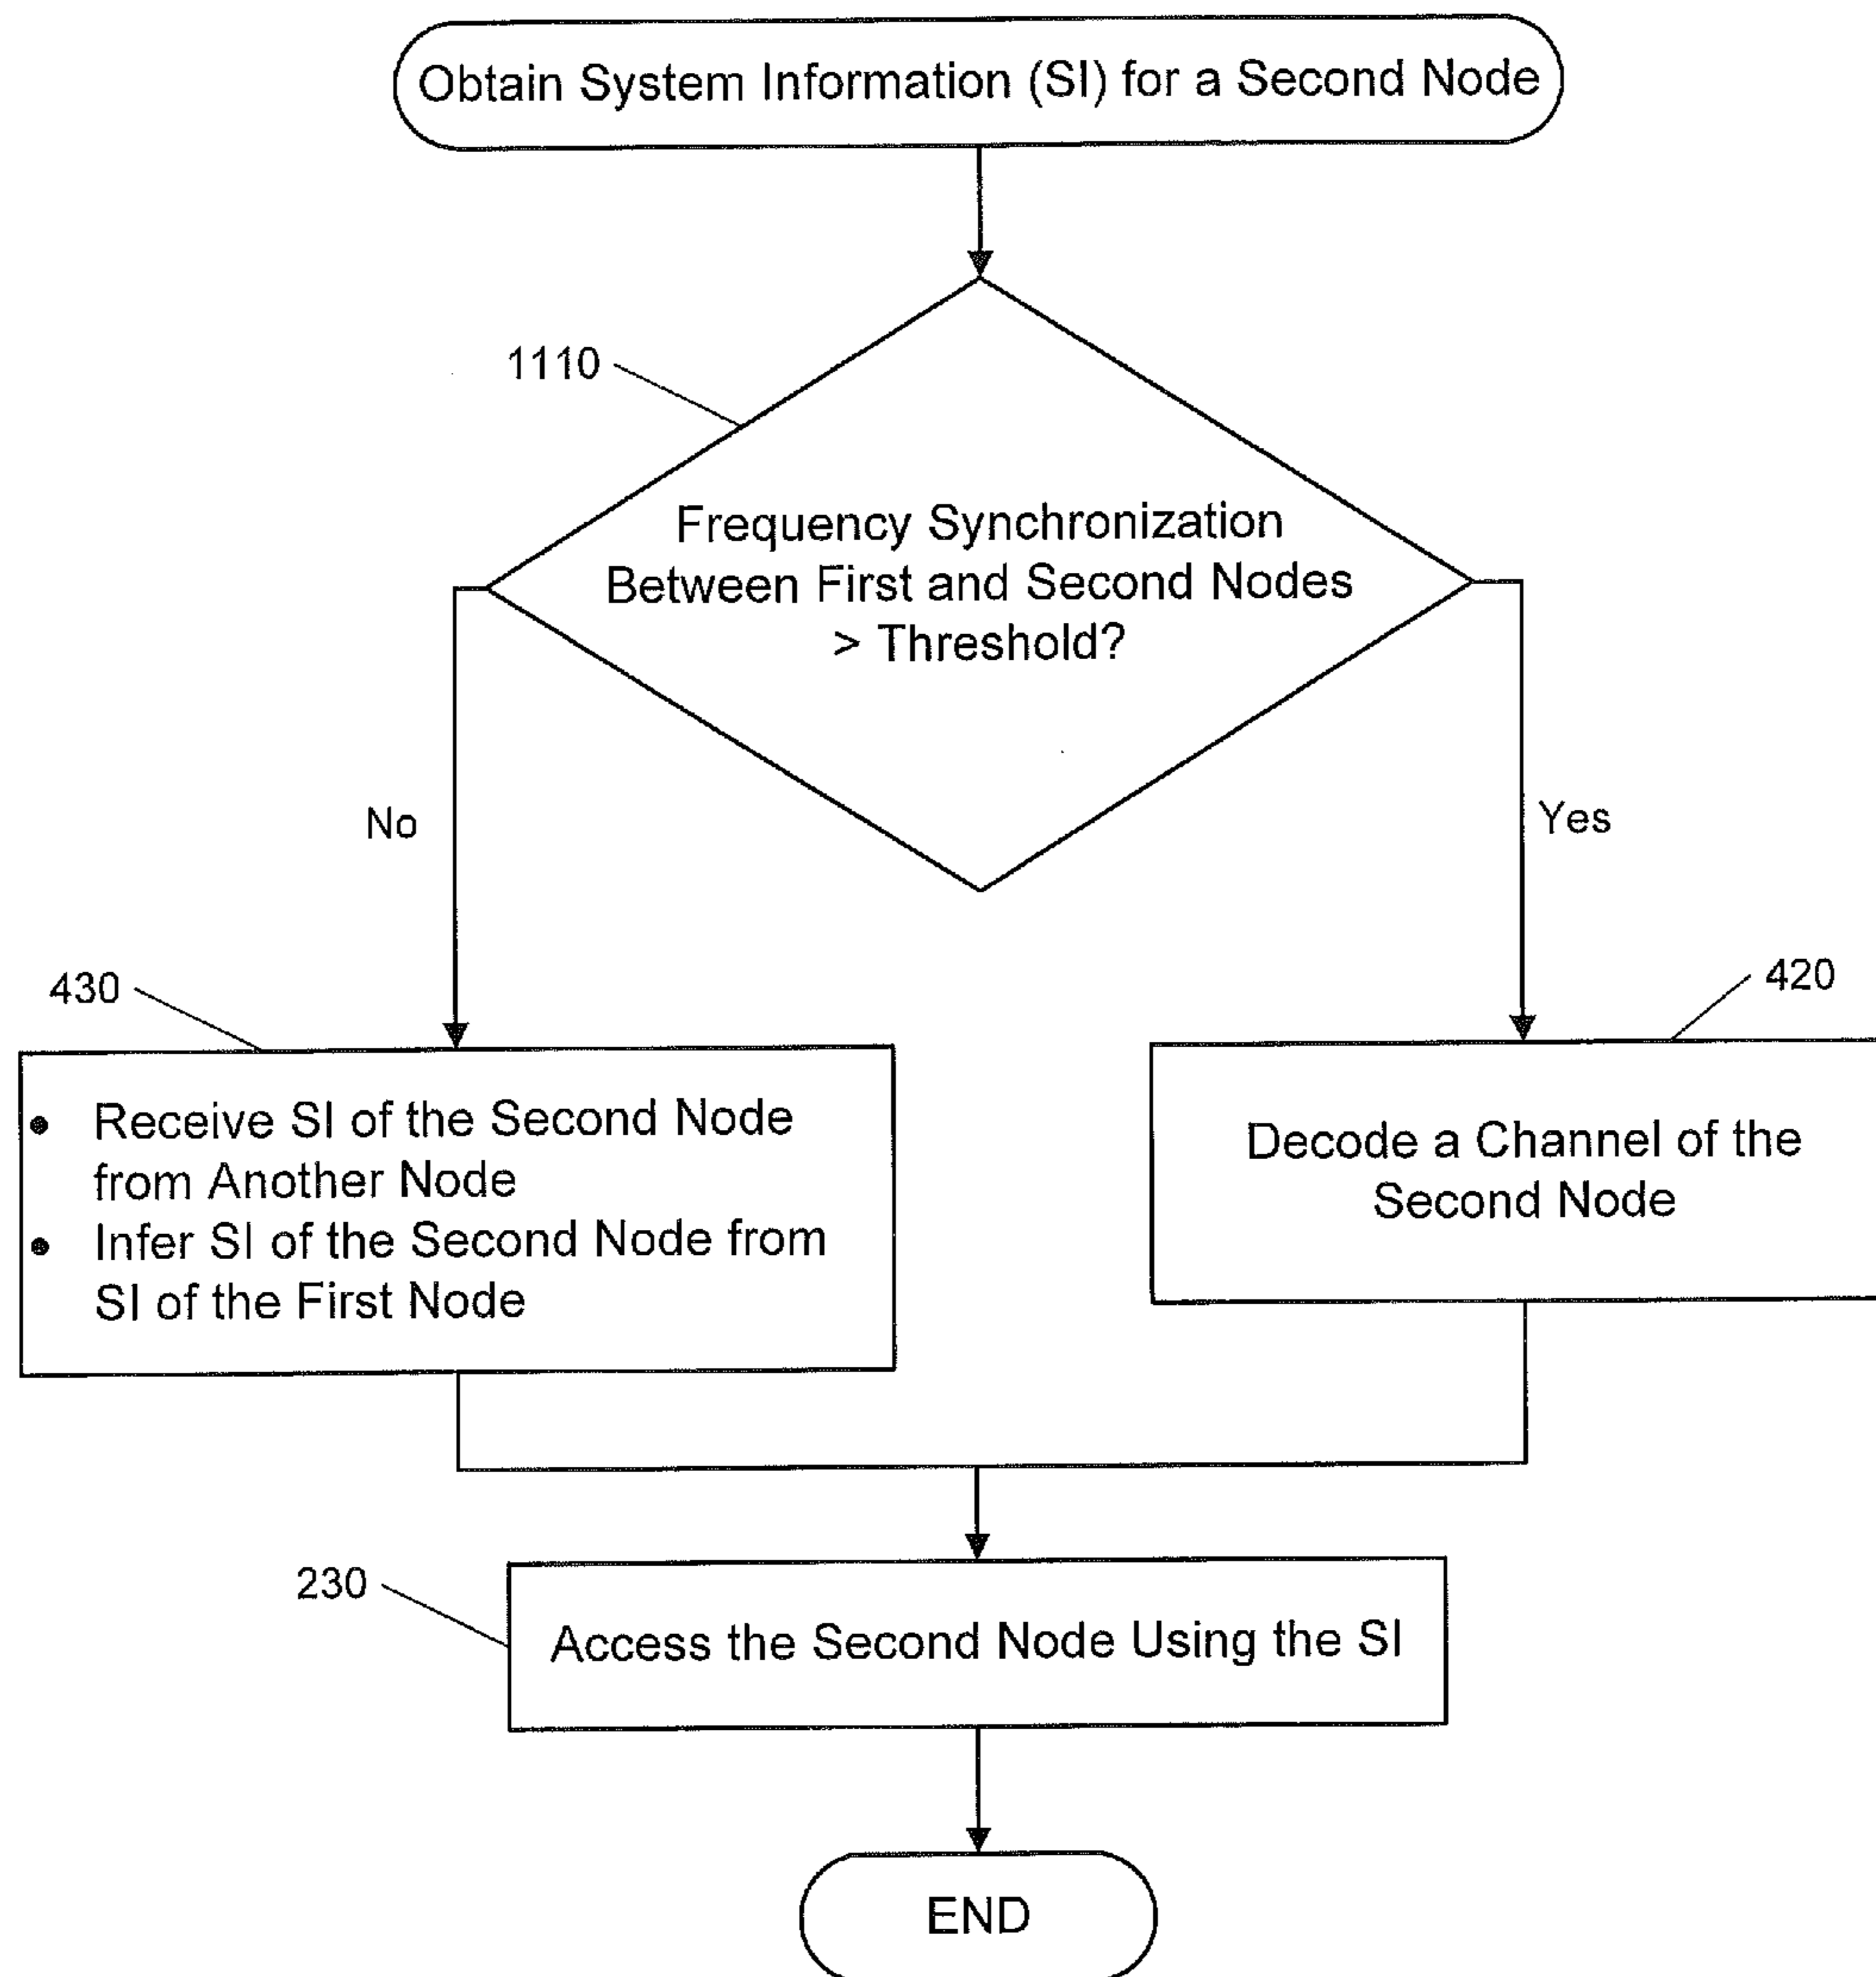 Obtain System Information (SI) for a Second Node
1110
Frequency Synchronization
Between First and Second Nodes
> Threshold?
No
Yes
430
420
• Receive SI of the Second Node
from Another Node
• Infer SI of the Second Node from
SI of the First Node
Decode a Channel of the
Second Node
230
Access the Second Node Using the SI
END